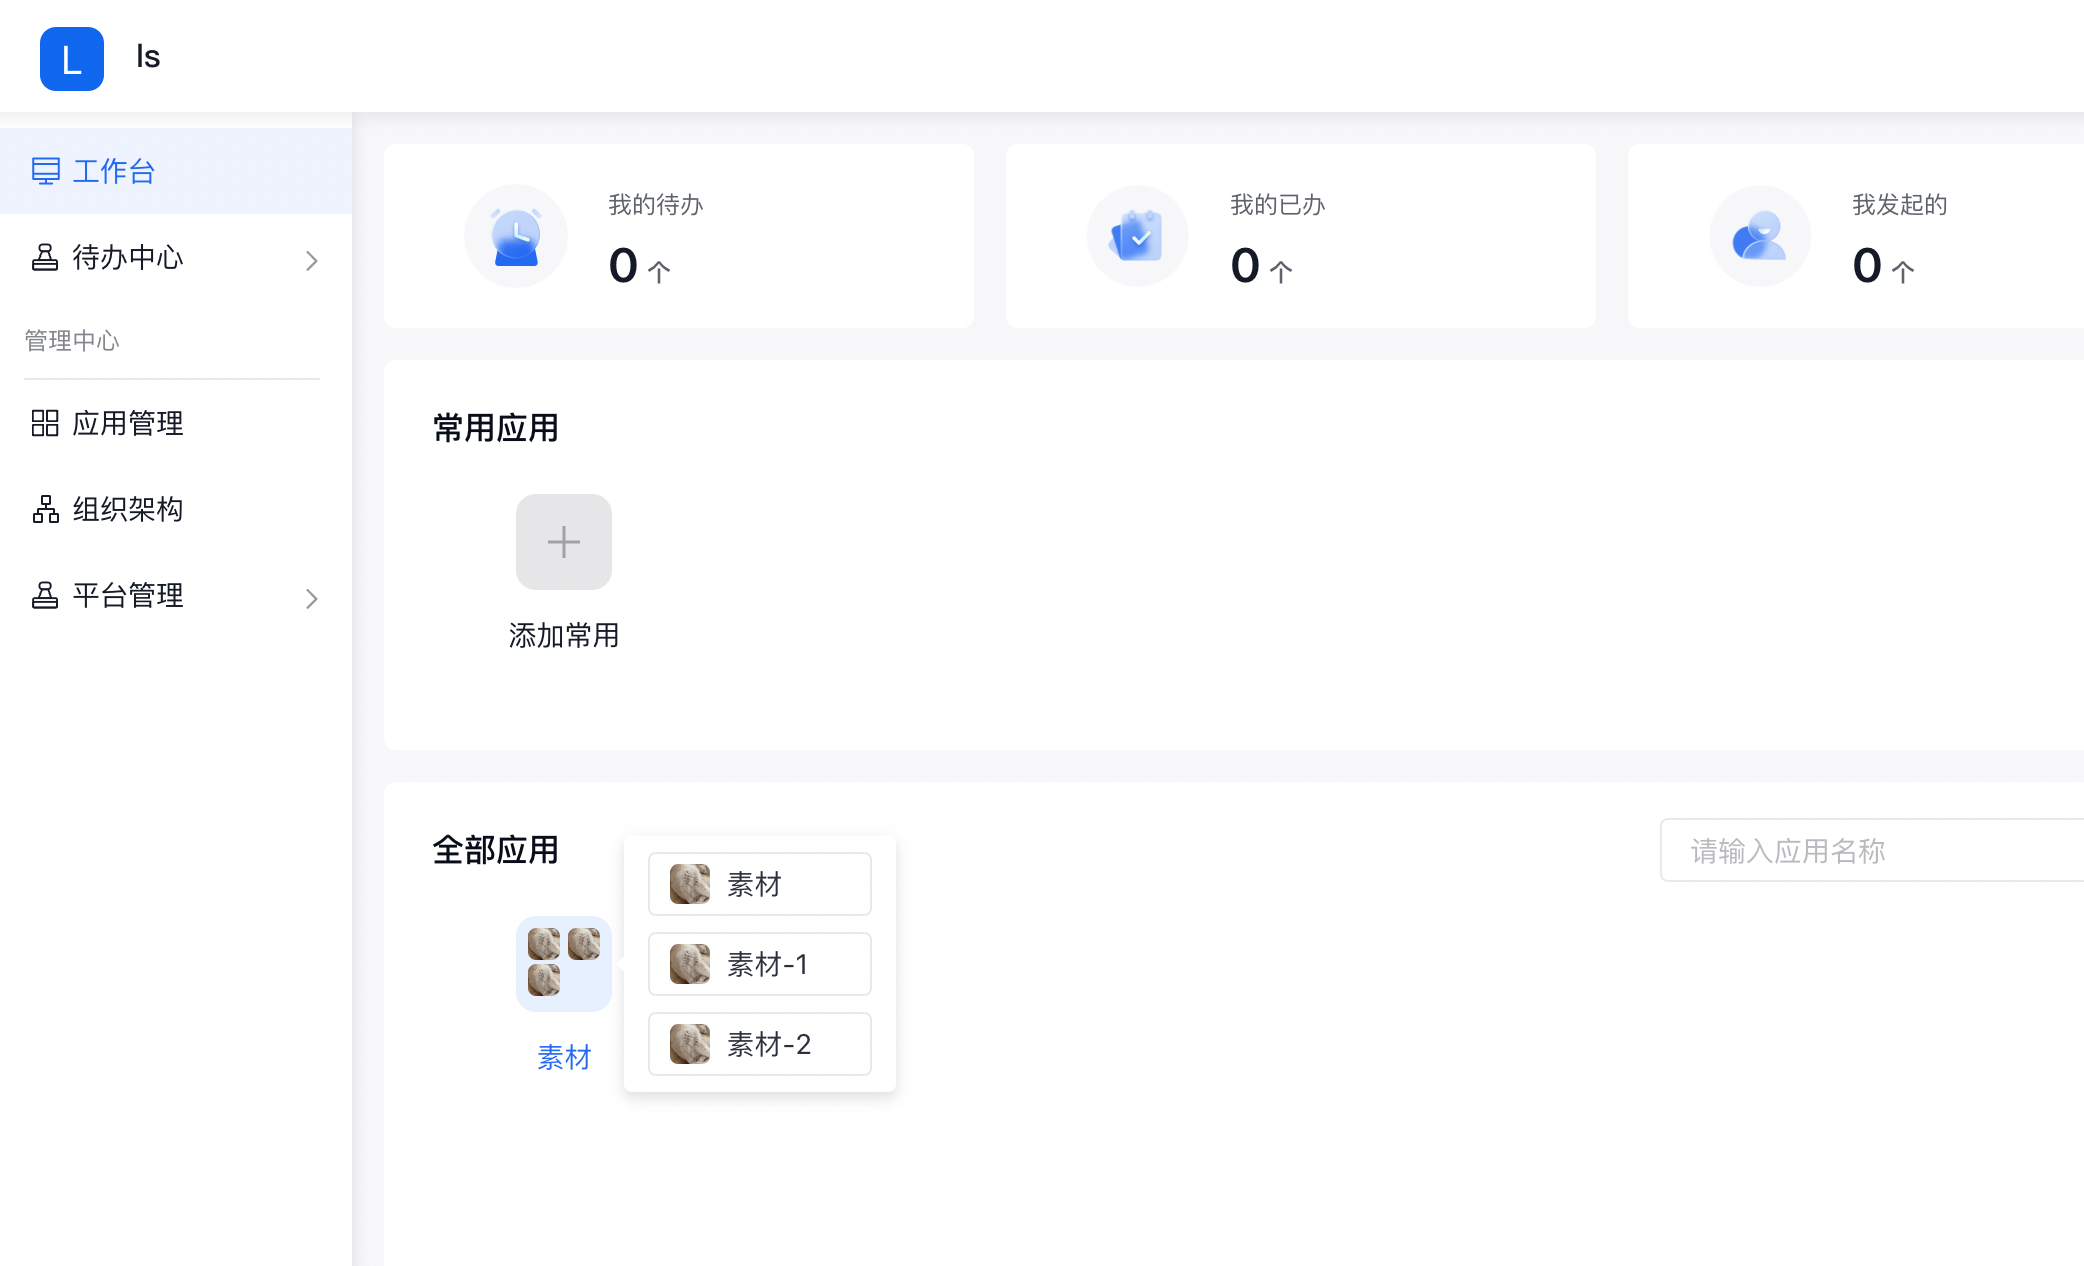 L
ls
工作台
待办中心
管理中心
应用管理
组织架构
平台管理
我的待办
0 个
我的已办
0 个
我发起的
0 个
常用应用
添加常用
全部应用
请输入应用名称
素材
素材
素材-1
素材-2